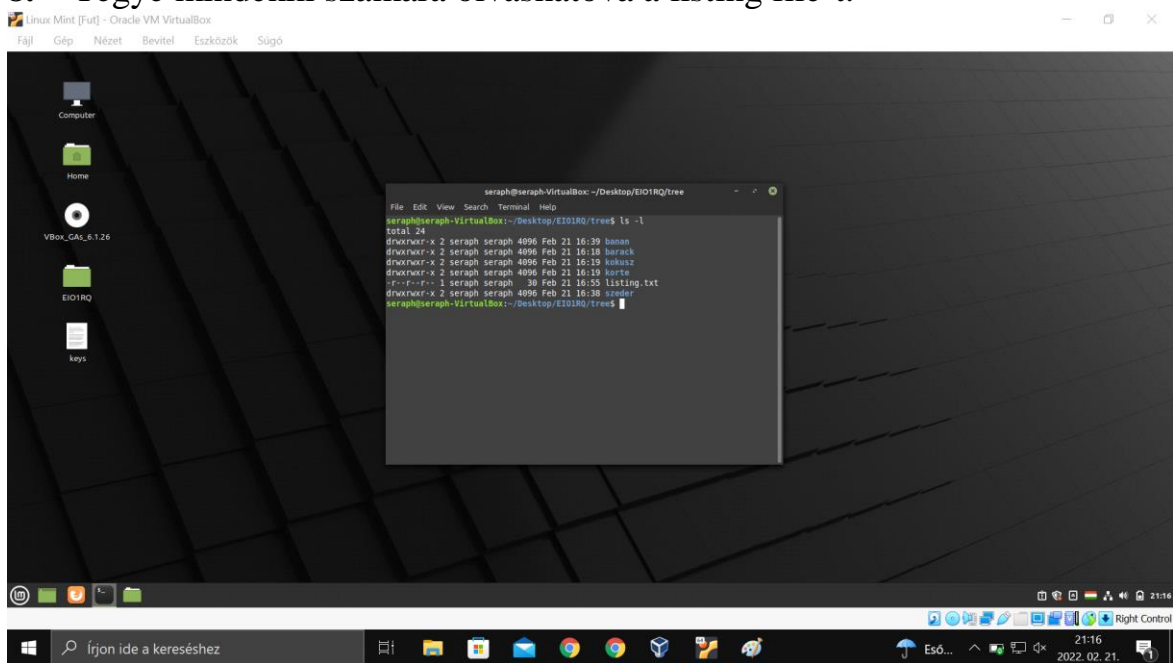 Linux Mint [Fut] - Oracle VM VirtualBox
Fájl Gép Nézet Bevitel Eszközök Súgó
Computer
Home
VBox_GAs_6.1.26
EIO1RQ
keys
seraph@seraph-VirtualBox: ~/Desktop/EIO1RQ/tree
File Edit View Search Terminal Help
seraph@seraph-VirtualBox:~/Desktop/EIO1RQ/tree$ ls -l
total 24
drwxrwxr-x 2 seraph seraph 4096 Feb 21 16:39 banan
drwxrwxr-x 2 seraph seraph 4096 Feb 21 16:18 barack
drwxrwxr-x 2 seraph seraph 4096 Feb 21 16:19 kokusz
drwxrwxr-x 2 seraph seraph 4096 Feb 21 16:19 korte
-r--r--r-- 1 seraph seraph 30 Feb 21 16:55 listing.txt
drwxrwxr-x 2 seraph seraph 4096 Feb 21 16:38 szeder
seraph@seraph-VirtualBox:~/Desktop/EIO1RQ/tree$
21:16
Right Control
Írjon ide a kereséshez
Eső...
21:16
2022. 02. 21.
1